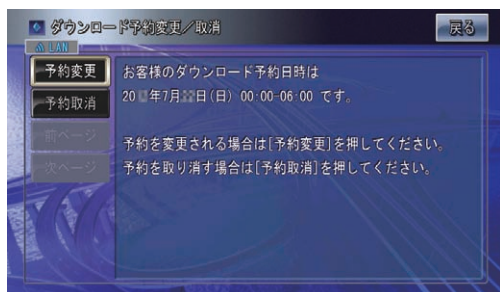 ダウンロード予約変更／取消
戻る
LAN
予約変更
予約取消
前ページ
次ページ
お客様のダウンロード予約日時は
20 年7月 日(日) 00:00-06:00 です。
予約を変更される場合は[予約変更]を押してください。
予約を取り消す場合は[予約取消]を押してください。